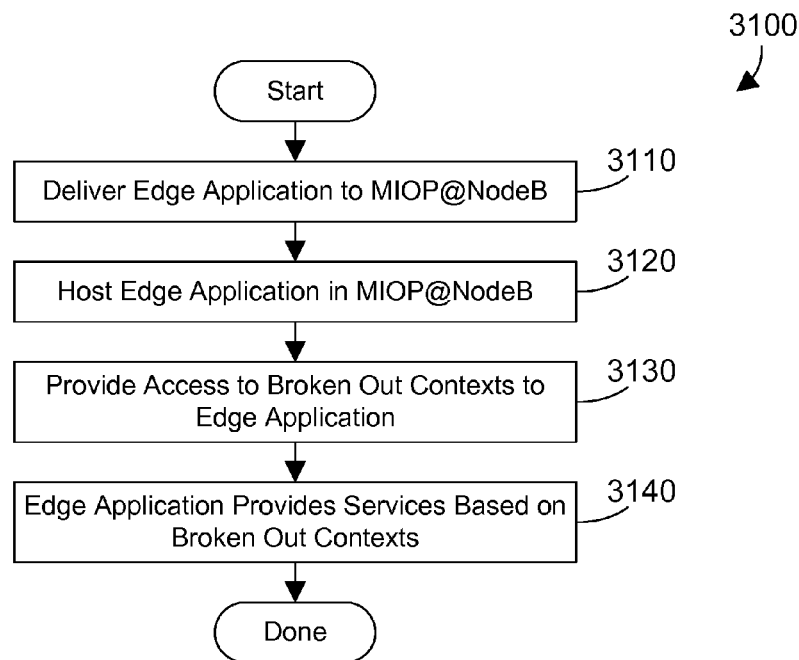 3100
Start
3110
Deliver Edge Application to MIOP@NodeB
3120
Host Edge Application in MIOP@NodeB
3130
Provide Access to Broken Out Contexts to
Edge Application
3140
Edge Application Provides Services Based on
Broken Out Contexts
Done